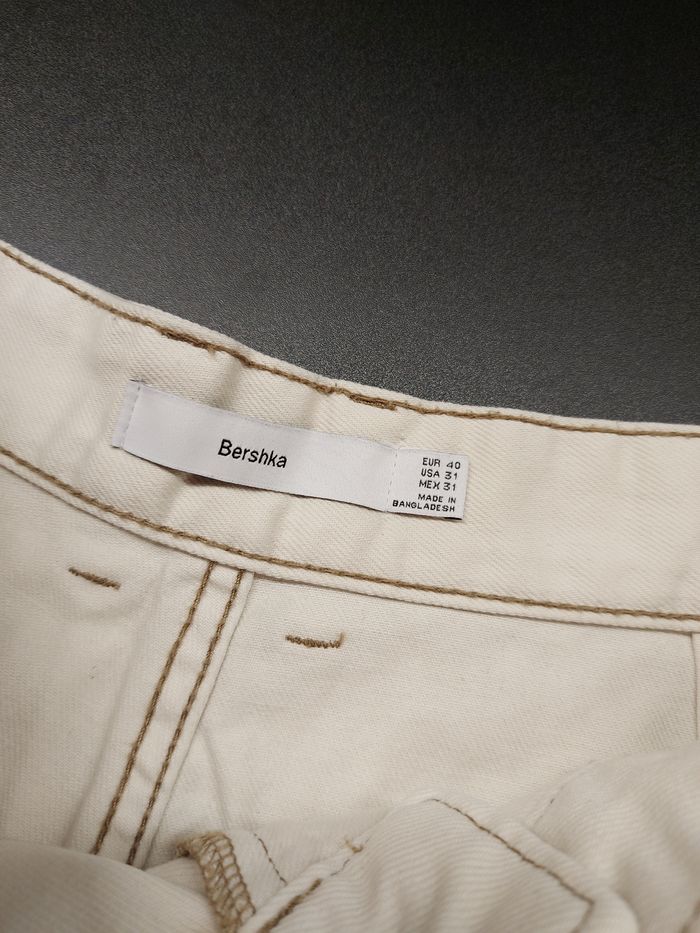 Bershka
EUR 40
USA 31
MEX 31
MADE IN
BANGLADESH